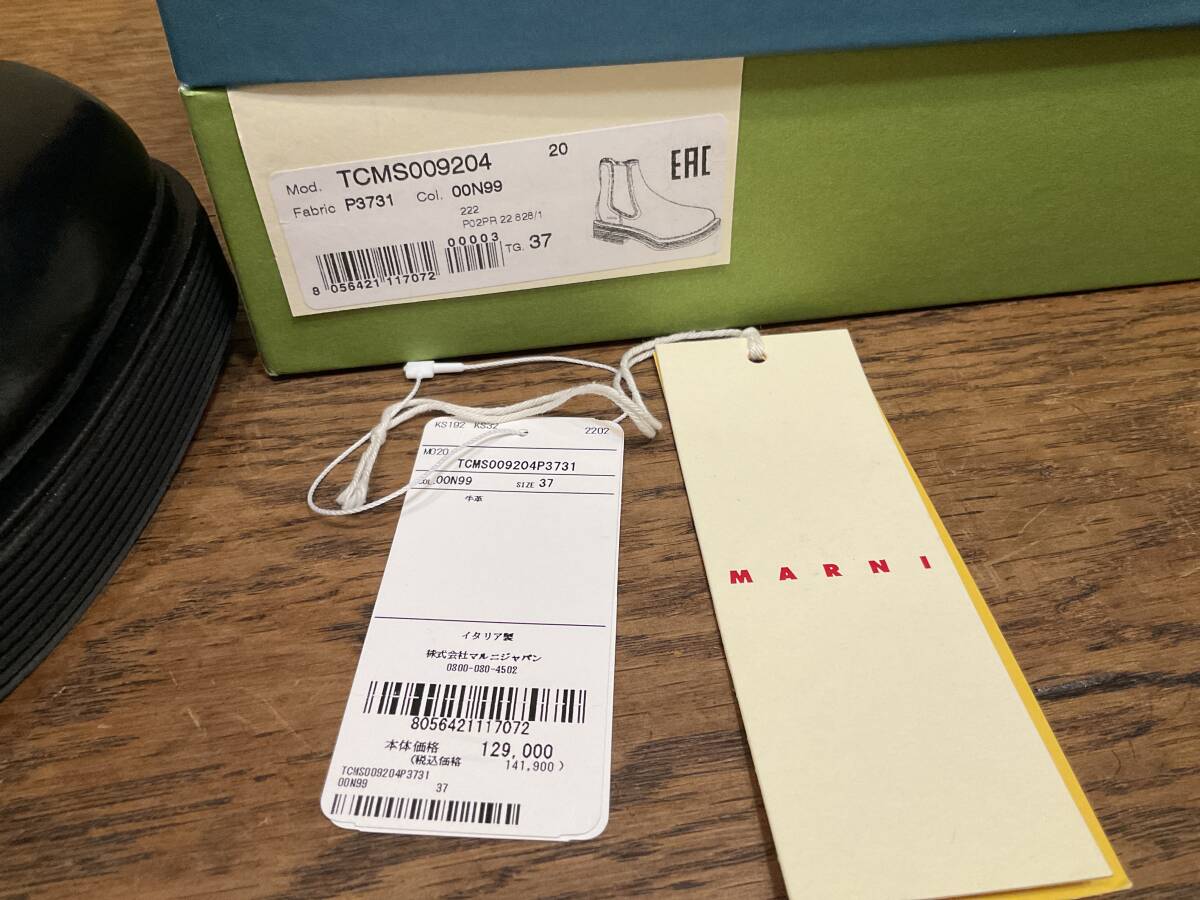 Mod. TCMS009204 20
Fabric P3731 Col. 00N99
222
P02PR 22 828/1
00003
TG. 37
8 056421 117072
EAC
KS192 KS32 2202
MO20
TCMS009204P3731
COL.00N99 SIZE 37
牛革
イタリア製
株式会社マルニジャパン
0800-080-4502
8056421117072
本体価格 129,000
(税込価格 141,900)
TCMS009204P3731
00N99 37
MARNI